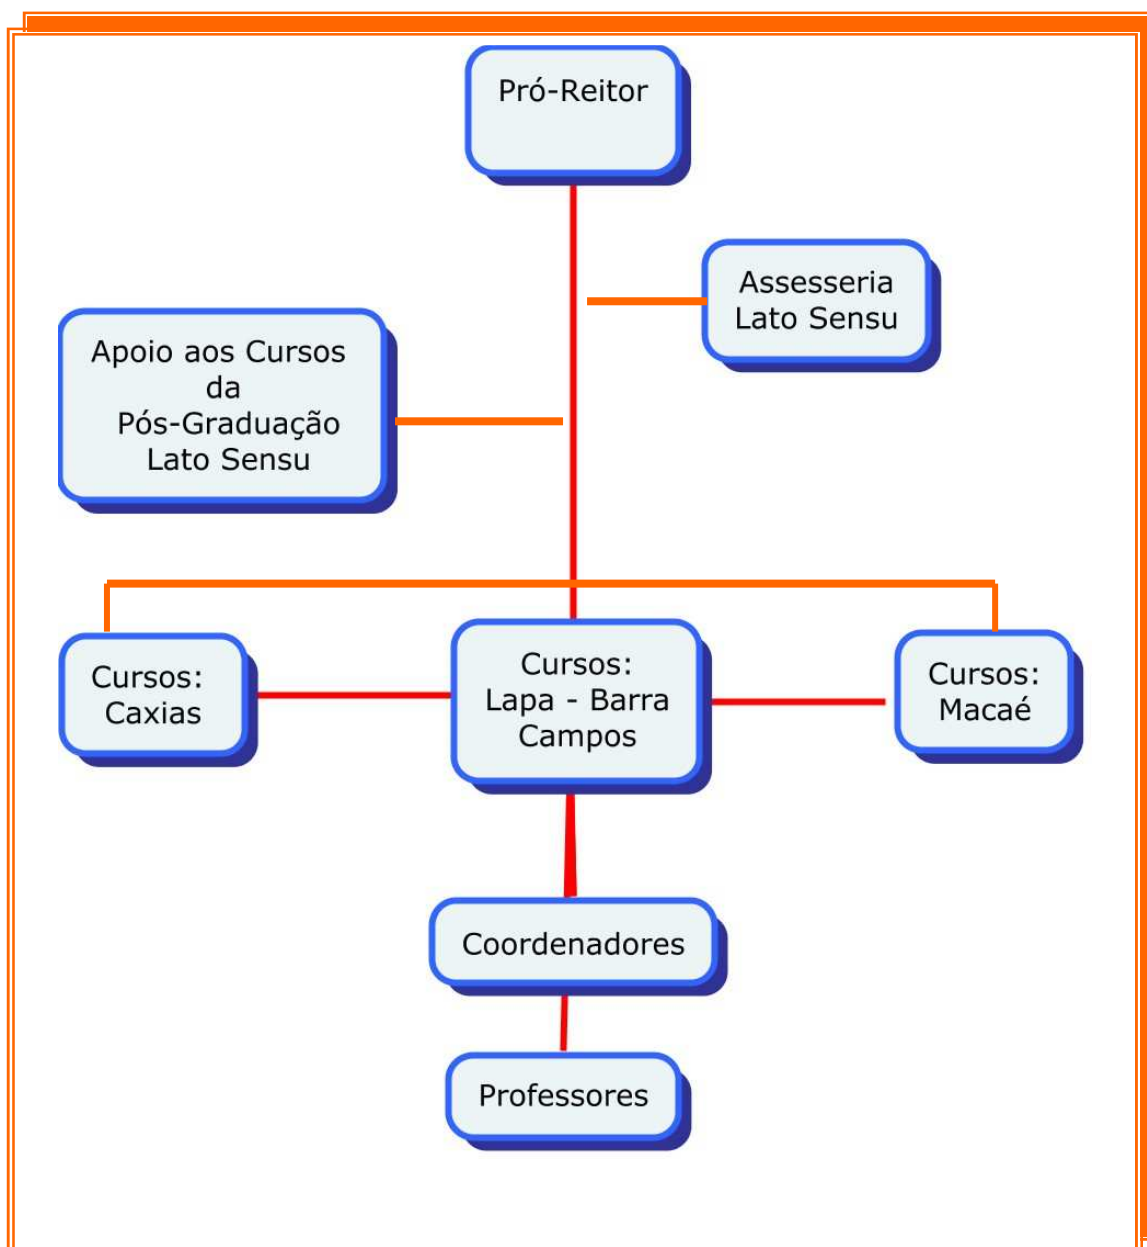 Pró-Reitor
Assesseria
Lato Sensu
Apoio aos Cursos
da
Pós-Graduação
Lato Sensu
Cursos:
Caxias
Cursos:
Lapa - Barra
Campos
Cursos:
Macaé
Coordenadores
Professores